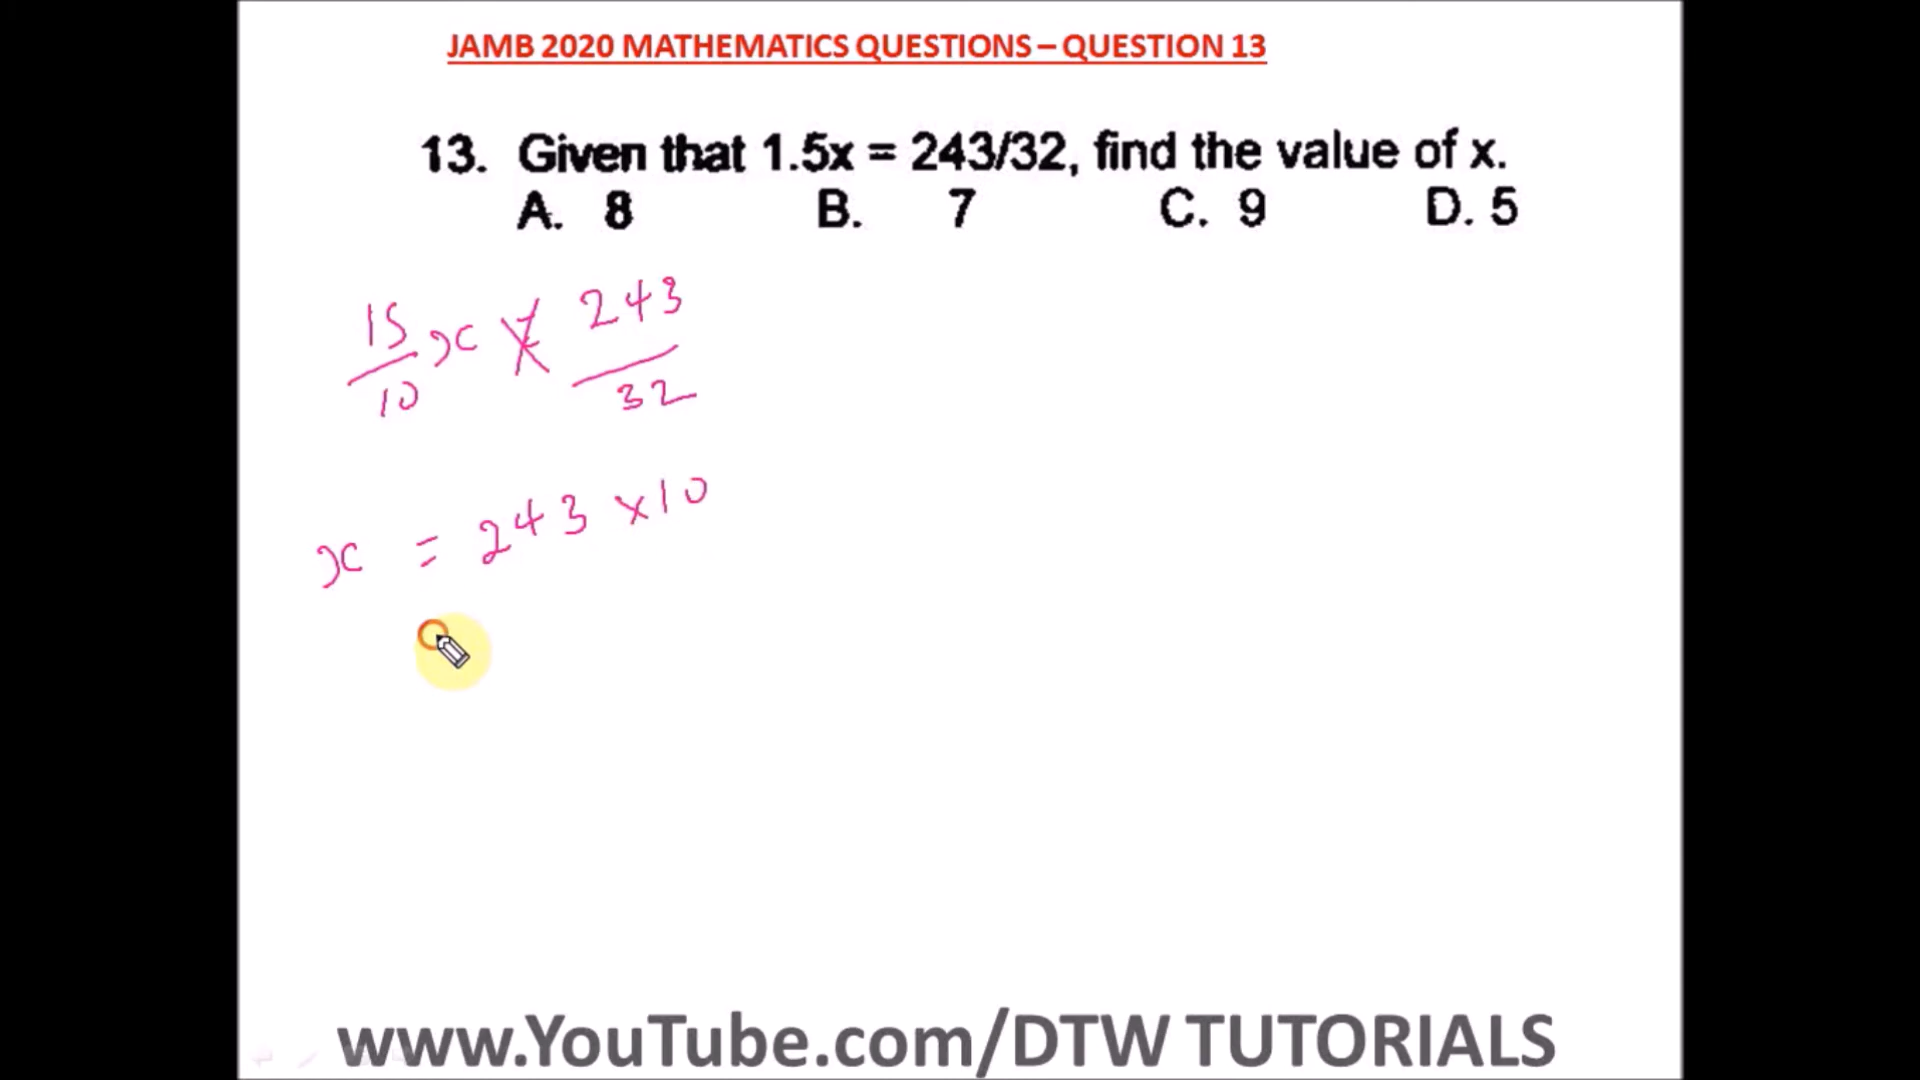 JAMB 2020 MATHEMATICS QUESTIONS – QUESTION 13
13. Given that 1.5x = 243/32, find the value of x.
A. 8 B. 7 C. 9 D. 5
15/10 x = 243/32
x = 243 × 10
www.YouTube.com/DTW TUTORIALS